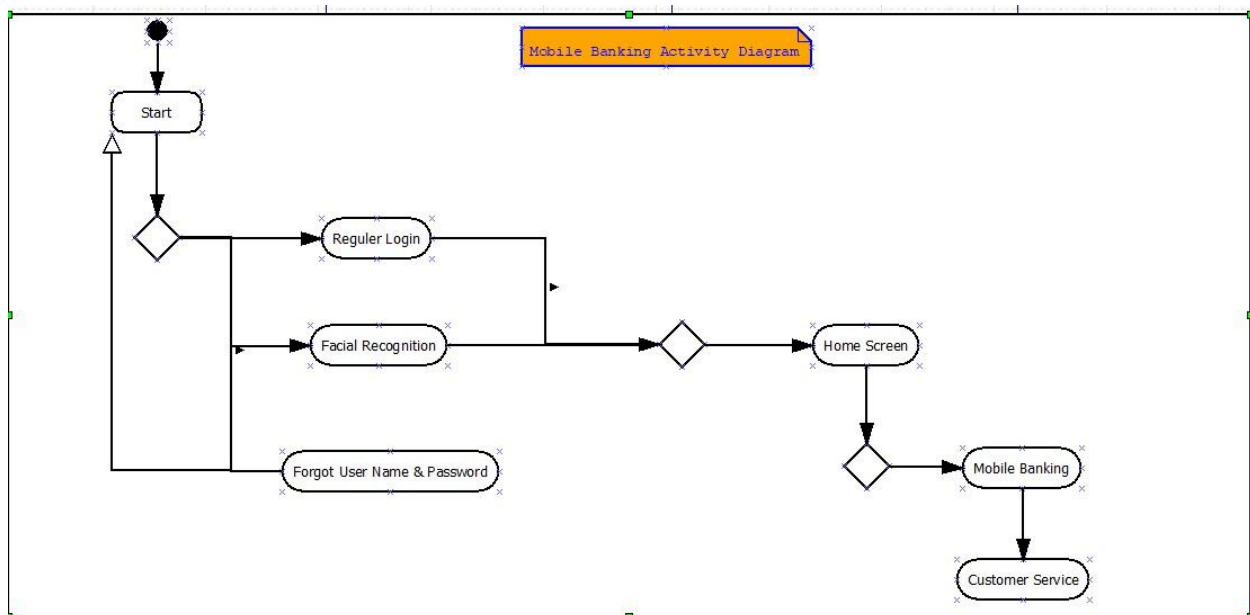 Mobile Banking Activity Diagram
Start
Reguler Login
Facial Recognition
Home Screen
Forgot User Name & Password
Mobile Banking
Customer Service